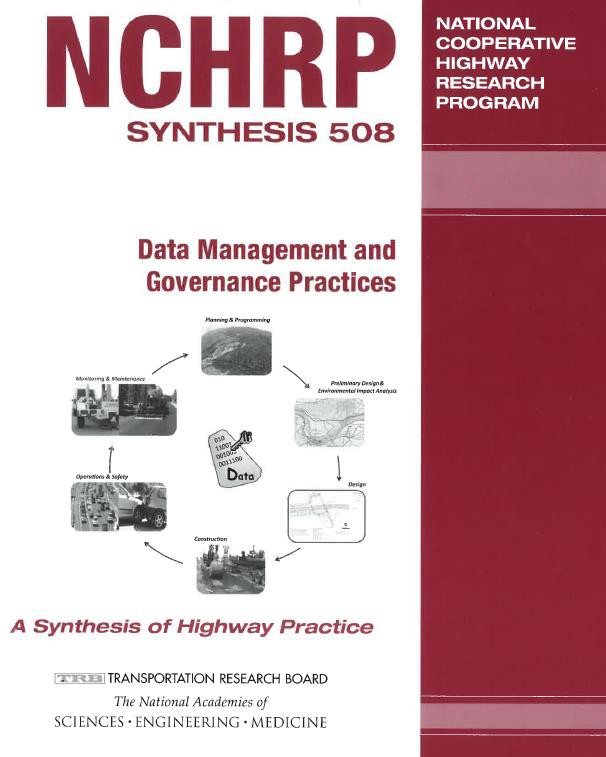 NCHRP
SYNTHESIS 508
NATIONAL
COOPERATIVE
HIGHWAY
RESEARCH
PROGRAM
Data Management and
Governance Practices
Planning & Programming
Preliminary Design &
Environmental Impact Analysis
Design
Construction
Operations & Safety
Monitoring & Maintenance
010
11001
001001
0011100
Data
A Synthesis of Highway Practice
TRB TRANSPORTATION RESEARCH BOARD
The National Academies of
SCIENCES • ENGINEERING • MEDICINE